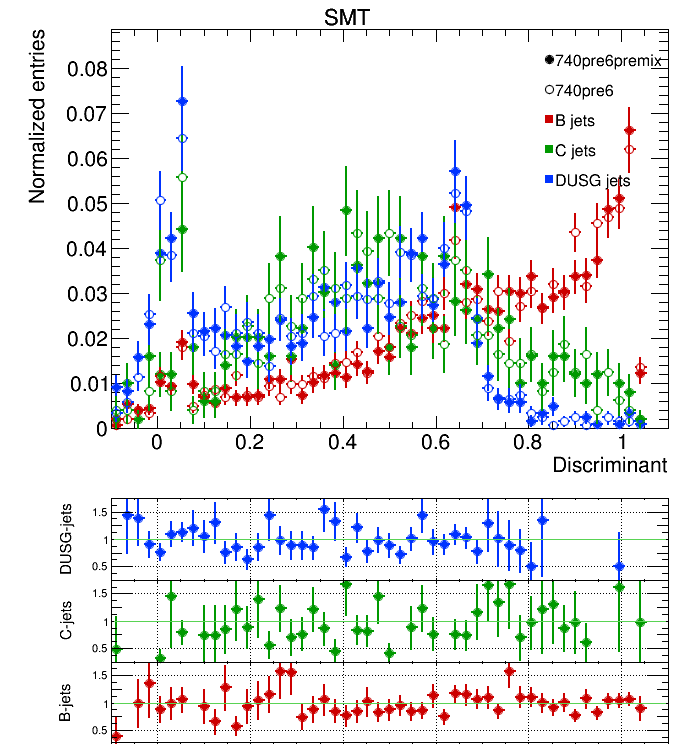 SMT
Normalized entries
0.08
0.07
0.06
0.05
0.04
0.03
0.02
0.01
0
740pre6premix
740pre6
B jets
C jets
DUSG jets
0 0.2 0.4 0.6 0.8 1
Discriminant
DUSG-jets
1.5
1
0.5
C-jets
1.5
1
0.5
B-jets
1.5
1
0.5